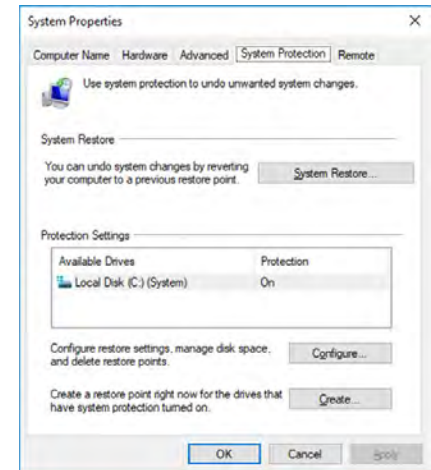 System Properties
Computer Name Hardware Advanced System Protection Remote
Use system protection to undo unwanted system changes.
System Restore
You can undo system changes by reverting
your computer to a previous restore point.
System Restore...
Protection Settings
Available Drives Protection
Local Disk (C:) (System) On
Configure restore settings, manage disk space,
and delete restore points.
Configure...
Create a restore point right now for the drives that
have system protection turned on.
Create...
OK Cancel Apply